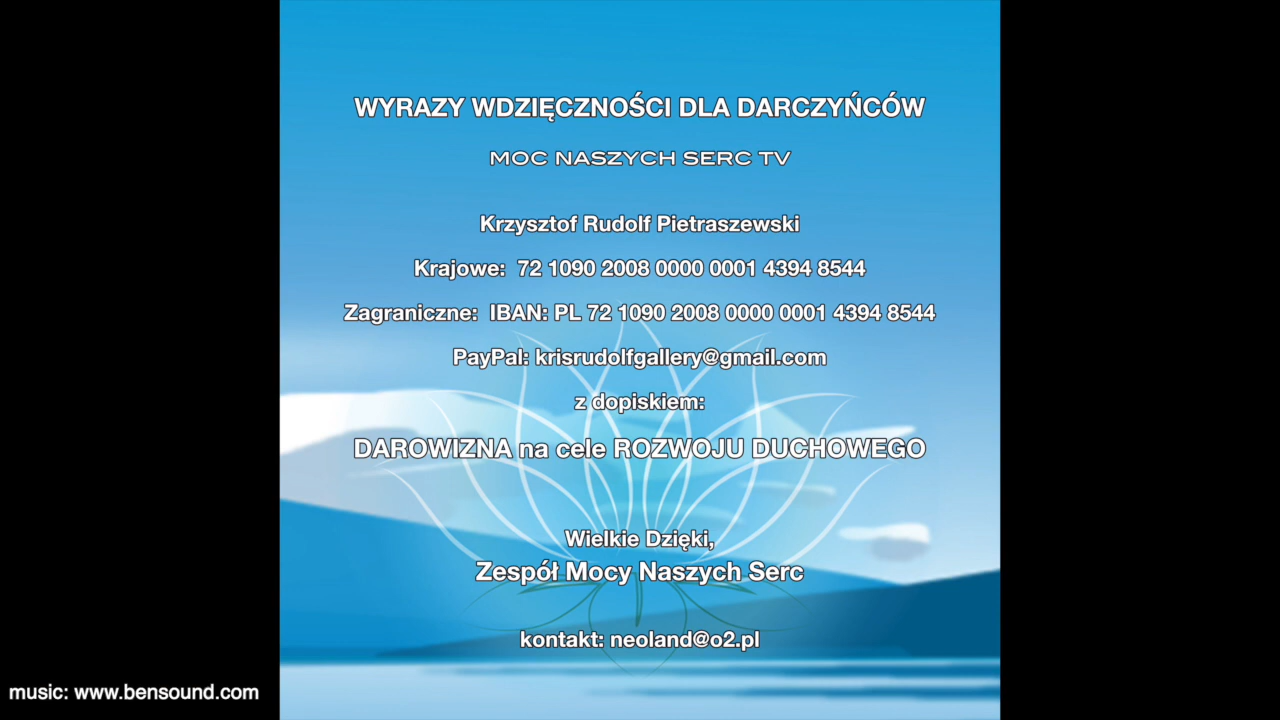 WYRAZY WDZIĘCZNOŚCI DLA DARCZYŃCÓW
MOC NASZYCH SERC TV
Krzysztof Rudolf Pietraszewski
Krajowe: 72 1090 2008 0000 0001 4394 8544
Zagraniczne: IBAN: PL 72 1090 2008 0000 0001 4394 8544
PayPal: krisrudolfgallery@gmail.com
z dopiskiem:
DAROWIZNA na cele ROZWOJU DUCHOWEGO
Wielkie Dzięki,
Zespół Mocy Naszych Serc
kontakt: neoland@o2.pl
music: www.bensound.com